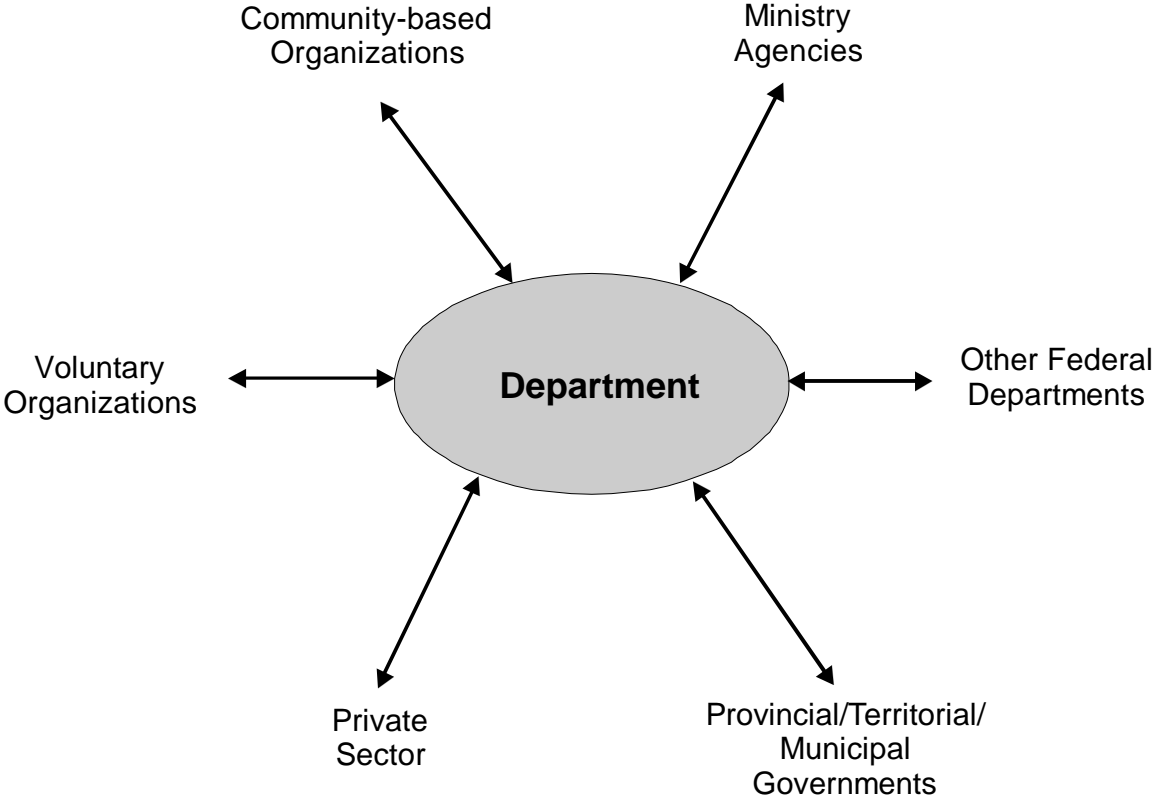 Community-based
Organizations
Ministry
Agencies
Voluntary
Organizations
Department
Other Federal
Departments
Private
Sector
Provincial/Territorial/
Municipal
Governments